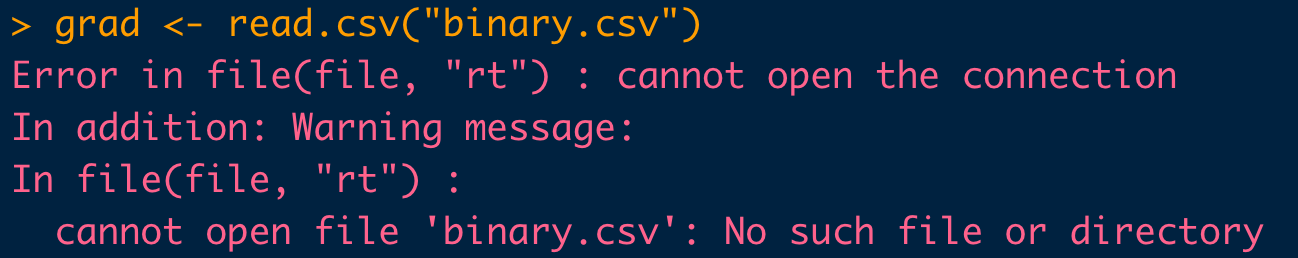 > grad <- read.csv("binary.csv")
Error in file(file, "rt") : cannot open the connection
In addition: Warning message:
In file(file, "rt") :
  cannot open file 'binary.csv': No such file or directory